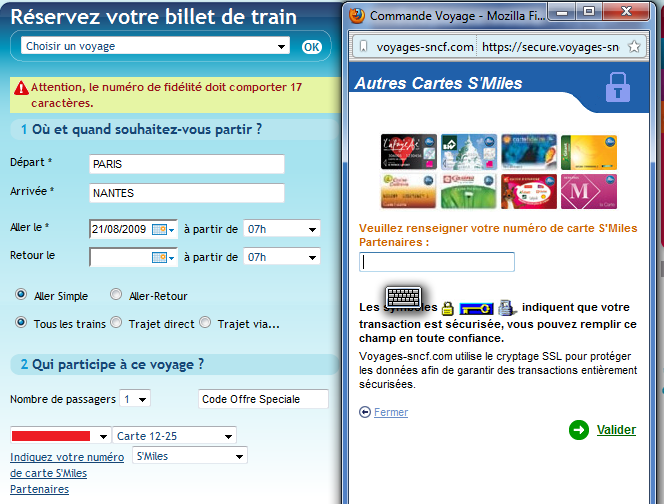 Réservez votre billet de train
Choisir un voyage
OK
Attention, le numéro de fidélité doit comporter 17
caractères.
1 Où et quand souhaitez-vous partir ?
Départ *
PARIS
Arrivée *
NANTES
Aller le * 21/08/2009 à partir de 07h
Retour le à partir de 07h
Aller Simple Aller-Retour
Tous les trains Trajet direct Trajet via...
2 Qui participe à ce voyage ?
Nombre de passagers 1 Code Offre Speciale
Carte 12-25
Indiquez votre numéro
de carte S'Miles
Partenaires
S'Miles
Commande Voyage - Mozilla Fi...
voyages-sncf.com https://secure.voyages-sn
Autres Cartes S'Miles
T
M
Veuillez renseigner votre numéro de carte S'Miles
Partenaires :
Les symboles indiquent que votre
transaction est sécurisée, vous pouvez remplir ce
champ en toute confiance.
Voyages-sncf.com utilise le cryptage SSL pour protéger
les données afin de garantir des transactions entièrement
sécurisées.
Fermer
Valider